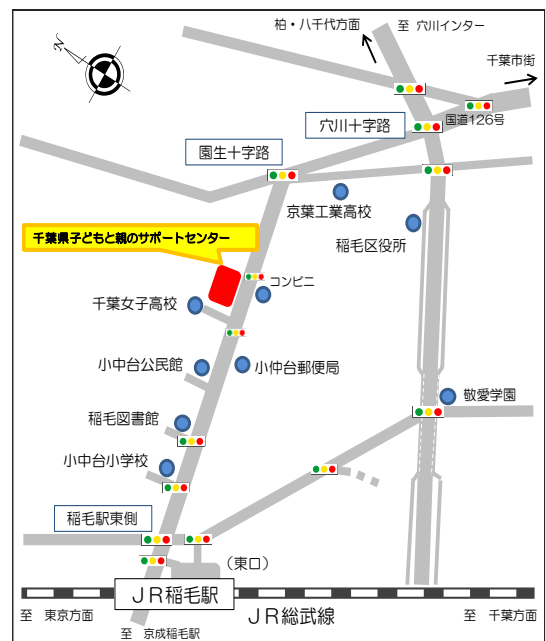 柏・八千代方面
至 穴川インター
N
千葉市街
国道126号
穴川十字路
園生十字路
京葉工業高校
稲毛区役所
千葉県子どもと親のサポートセンター
コンビニ
千葉女子高校
小中台公民館
小仲台郵便局
敬愛学園
稲毛図書館
小中台小学校
稲毛駅東側
（東口）
ＪＲ稲毛駅
ＪＲ総武線
至 東京方面
至 千葉方面
至 京成稲毛駅